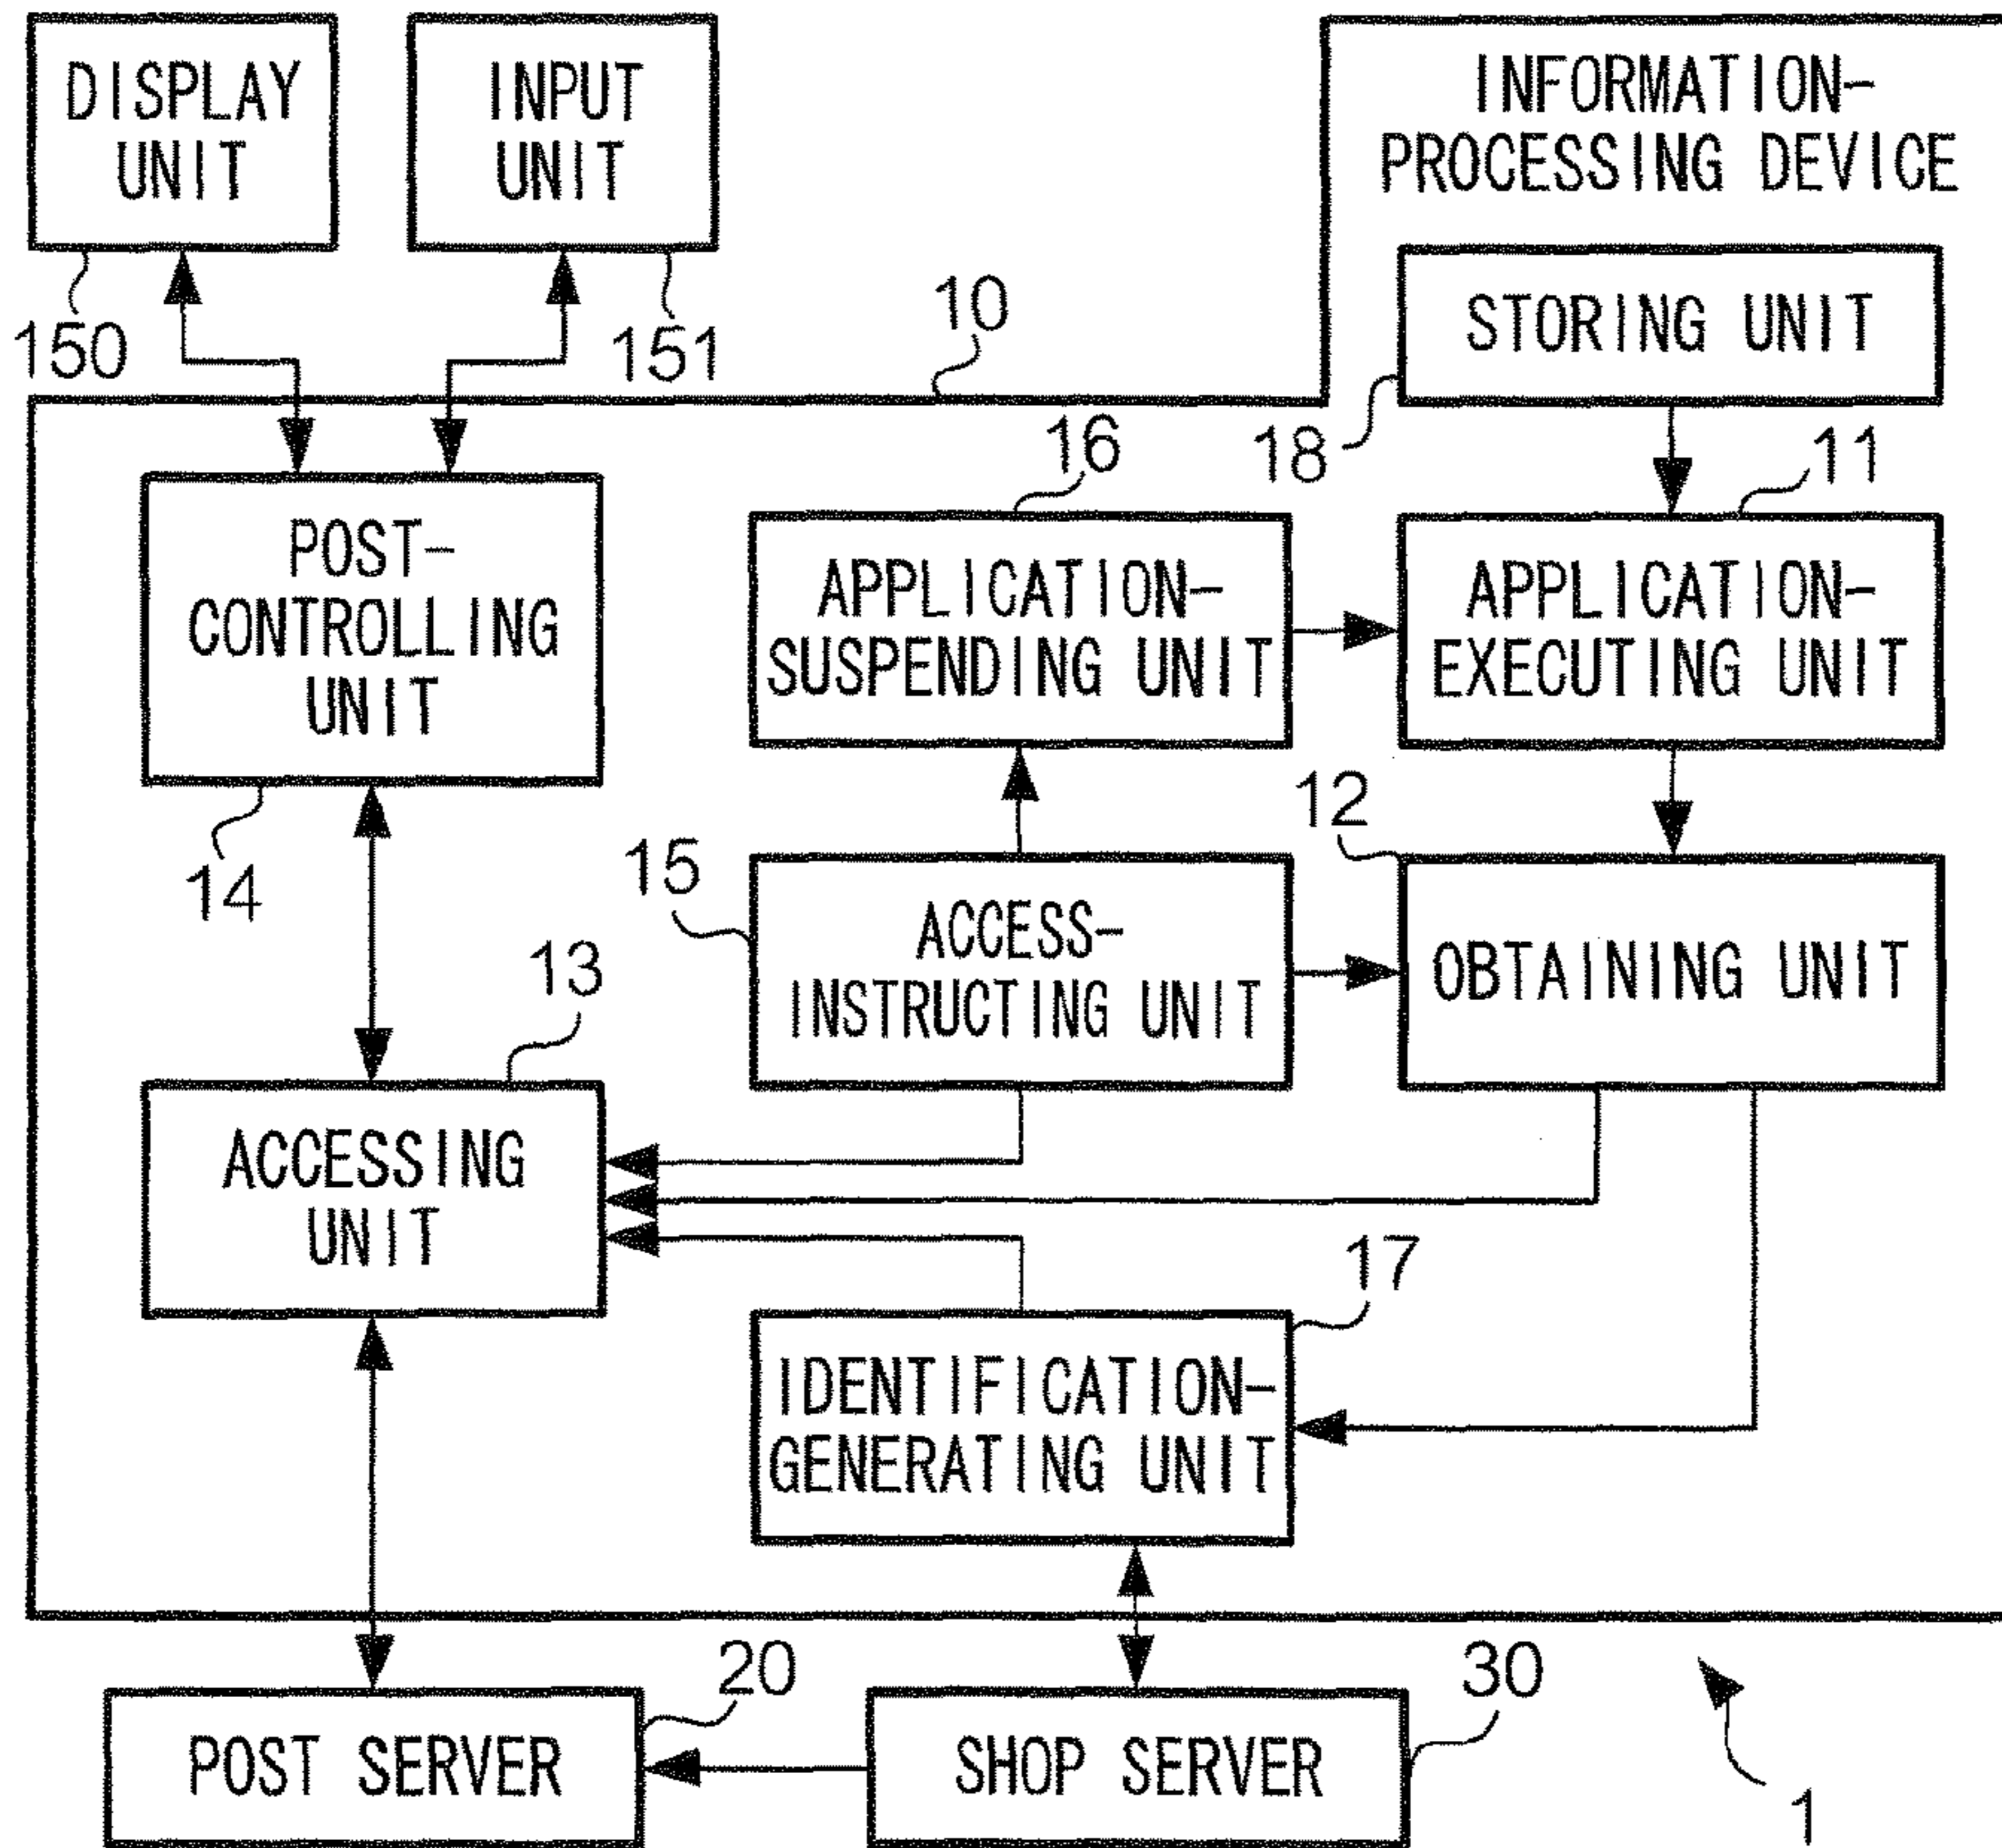 DISPLAY
UNIT
INPUT
UNIT
INFORMATION-
PROCESSING DEVICE
150
151
10
STORING UNIT
18
16
11
POST-
CONTROLLING
UNIT
14
APPLICATION-
SUSPENDING UNIT
APPLICATION-
EXECUTING UNIT
12
15
ACCESS-
INSTRUCTING UNIT
OBTAINING UNIT
13
ACCESSING
UNIT
17
IDENTIFICATION-
GENERATING UNIT
20
30
POST SERVER
SHOP SERVER
1